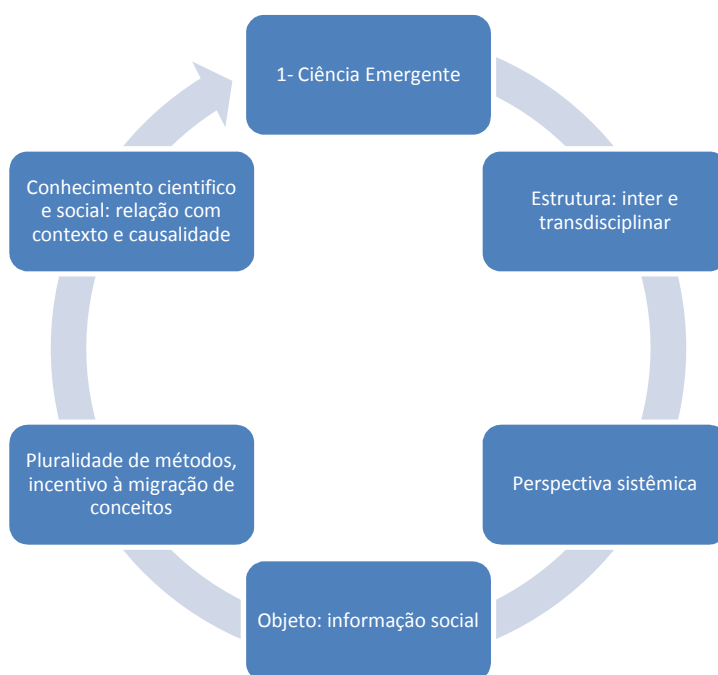 1- Ciência Emergente
Estrutura: inter e
transdisciplinar
Perspectiva sistêmica
Objeto: informação social
Pluralidade de métodos,
incentivo à migração de
conceitos
Conhecimento cientifico
e social: relação com
contexto e causalidade